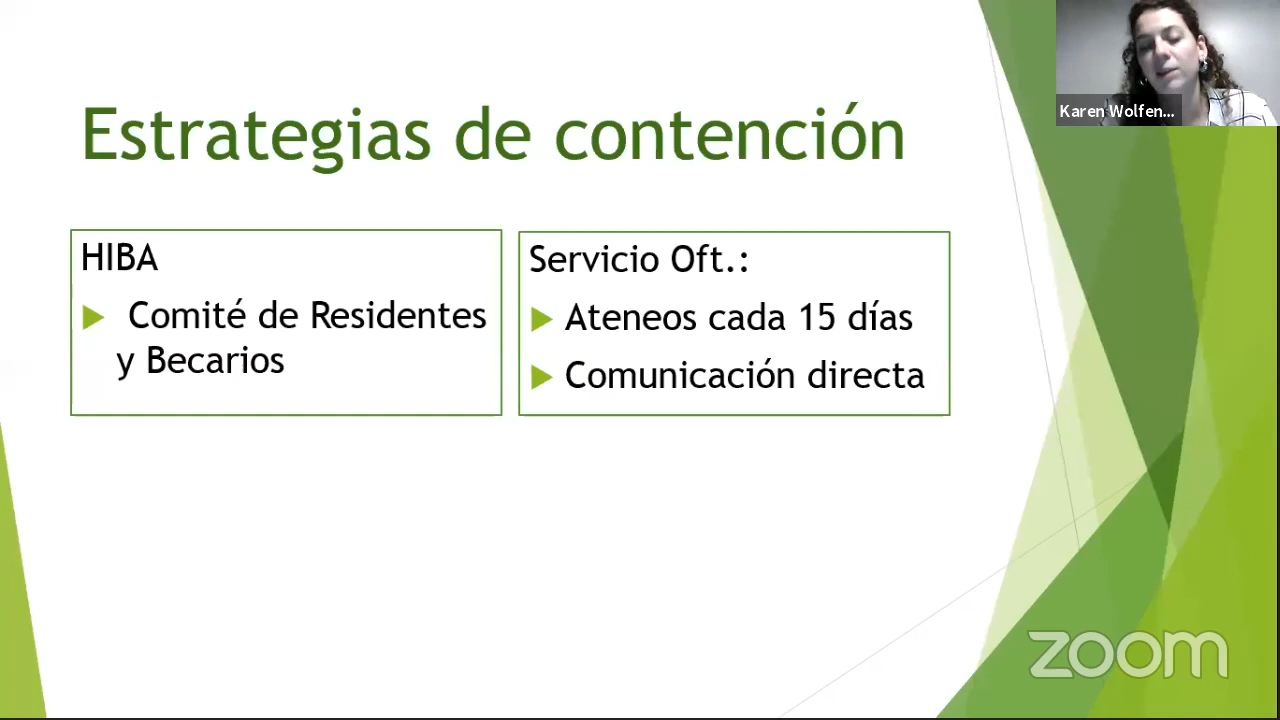 Estrategias de contención
HIBA
Comité de Residentes
y Becarios
Servicio Oft.:
Ateneos cada 15 días
Comunicación directa
Karen Wolfen...
zoom